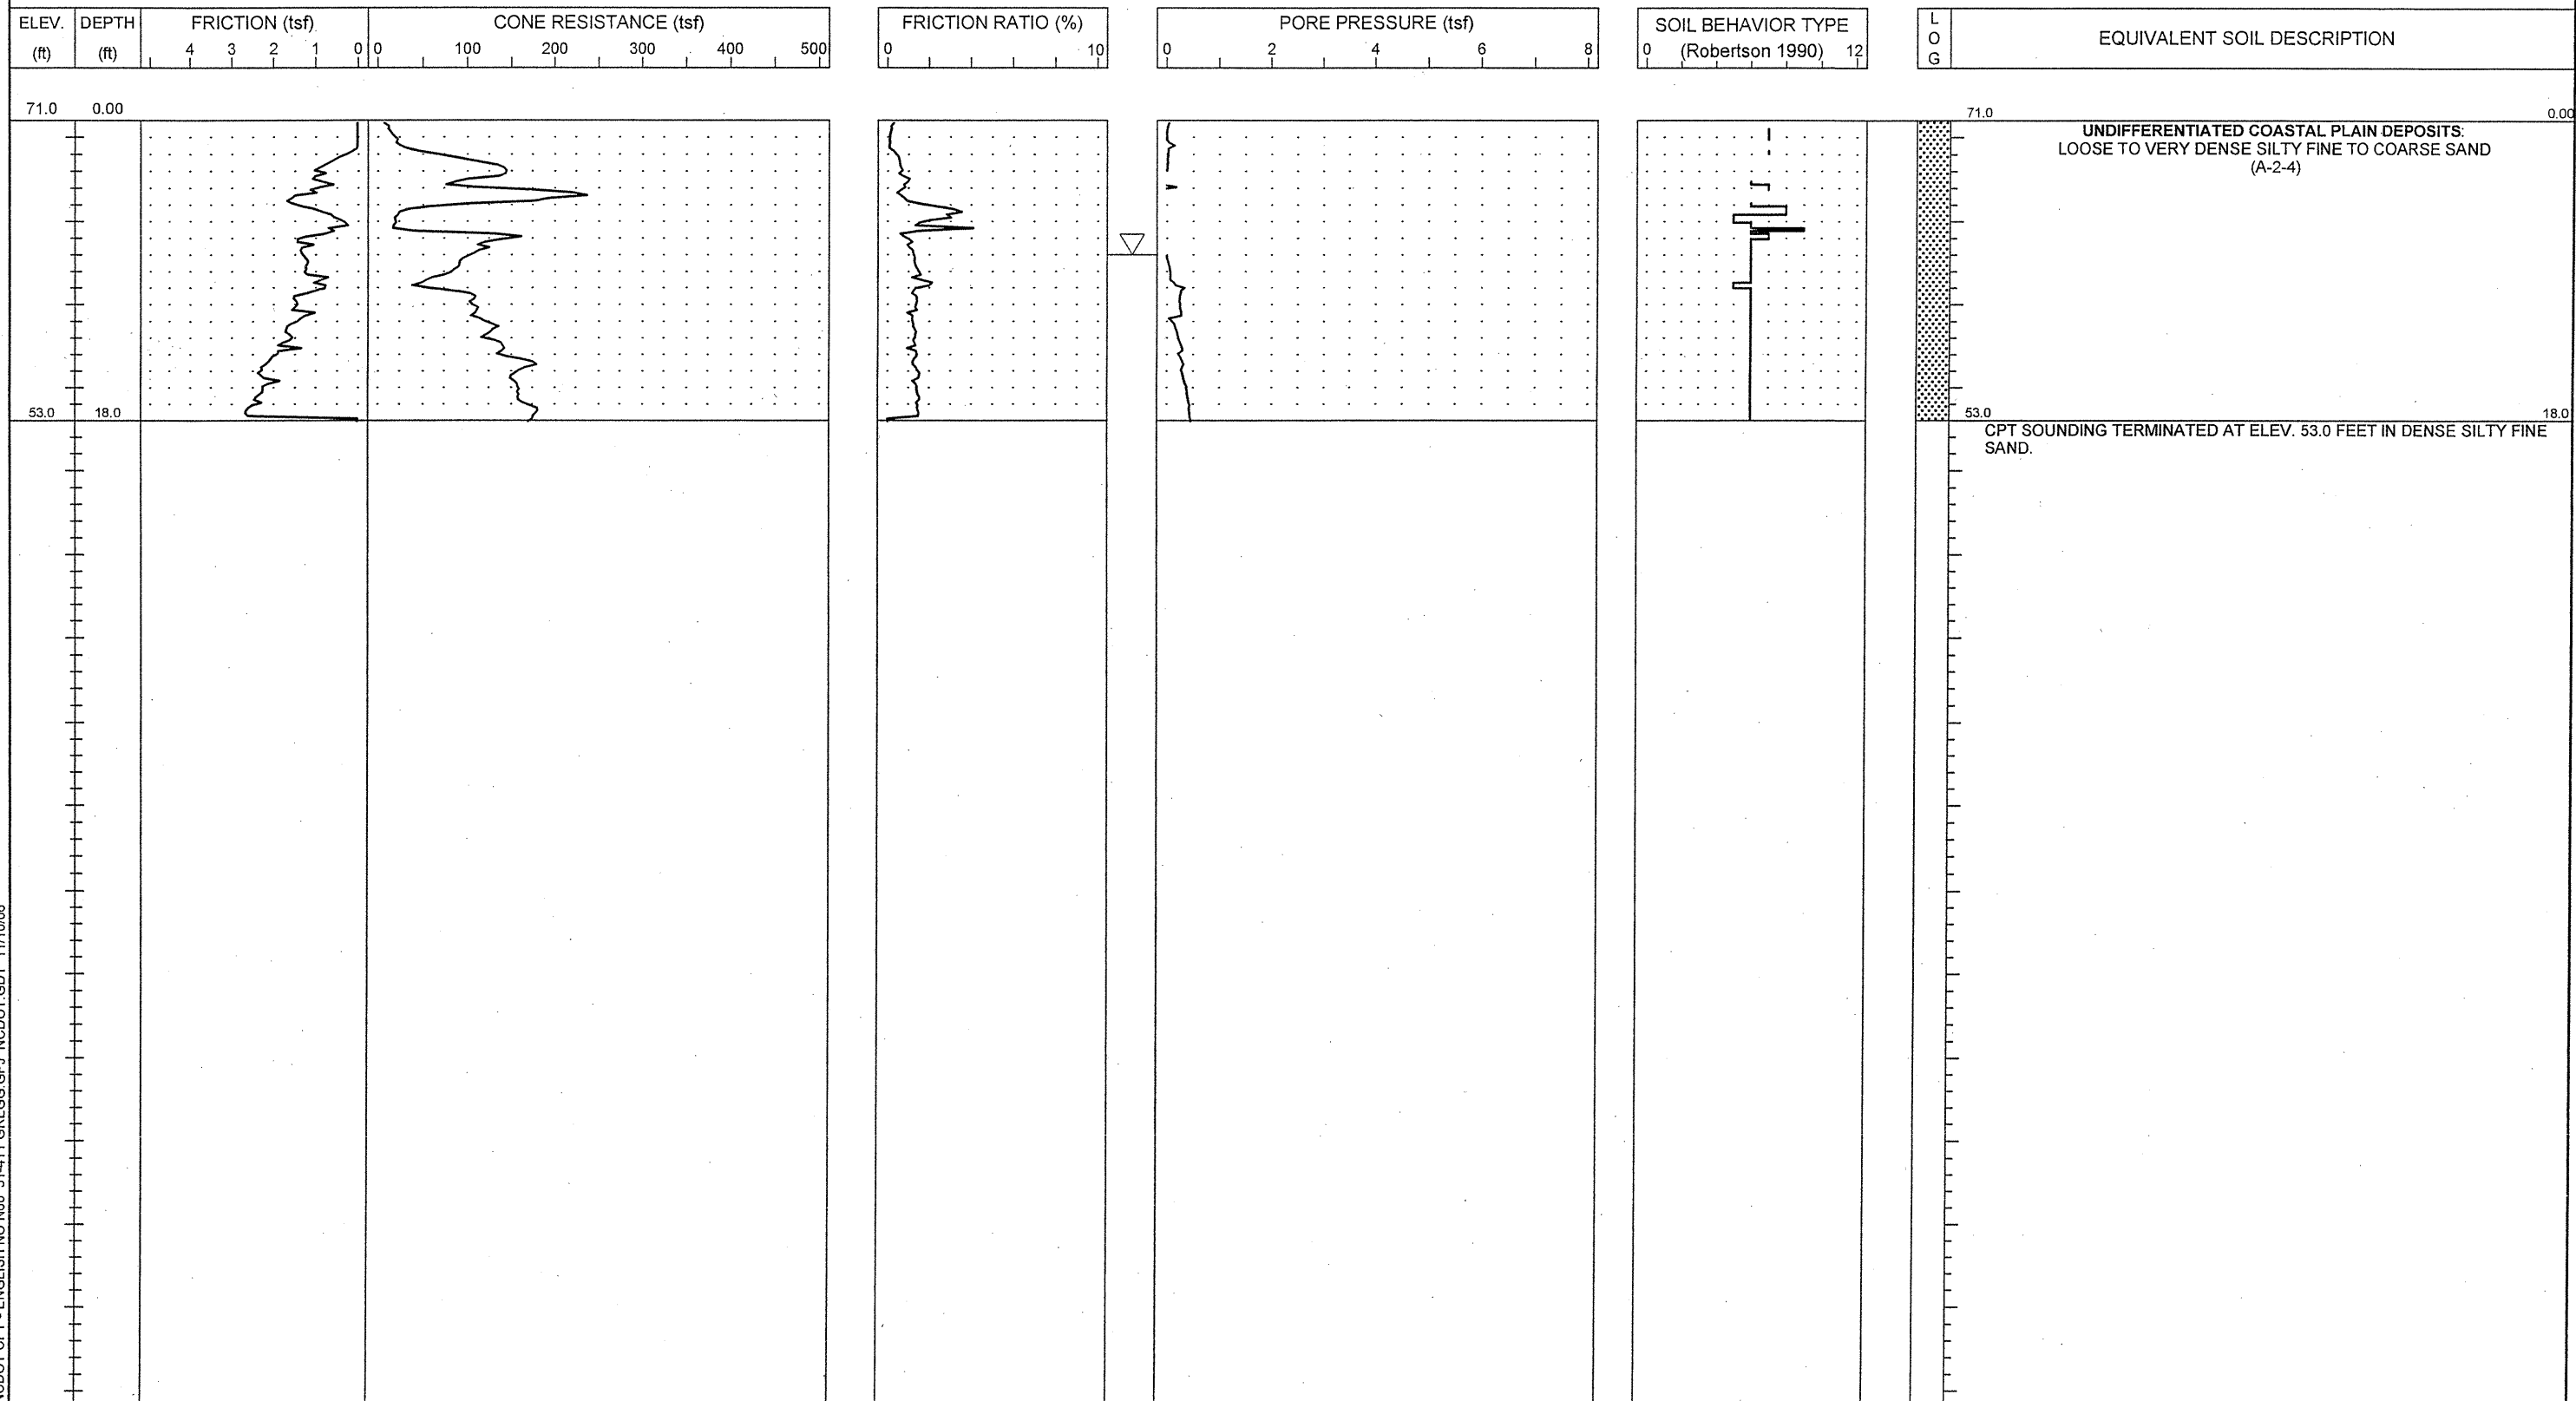 ELEV. (ft)
DEPTH (ft)
FRICTION (tsf)
4 3 2 1 0
CONE RESISTANCE (tsf)
0 100 200 300 400 500
FRICTION RATIO (%)
0 10
PORE PRESSURE (tsf)
0 2 4 6 8
SOIL BEHAVIOR TYPE
(Robertson 1990)
0 12
LOG
EQUIVALENT SOIL DESCRIPTION
71.0 0.00
71.0 0.00
UNDIFFERENTIATED COASTAL PLAIN DEPOSITS:
LOOSE TO VERY DENSE SILTY FINE TO COARSE SAND
(A-2-4)
53.0 18.0
53.0 18.0
CPT SOUNDING TERMINATED AT ELEV. 53.0 FEET IN DENSE SILTY FINE
SAND.